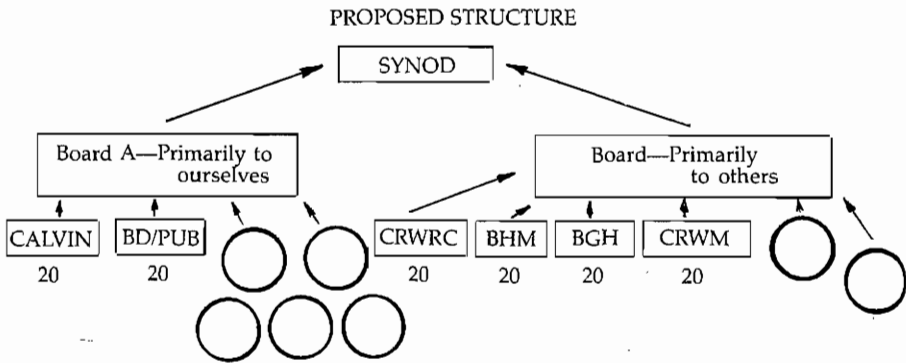 PROPOSED STRUCTURE
SYNOD
Board A—Primarily to
ourselves
Board—Primarily
to others
CALVIN BD/PUB CRWRC BHM BGH CRWM
20 20 20 20 20 20